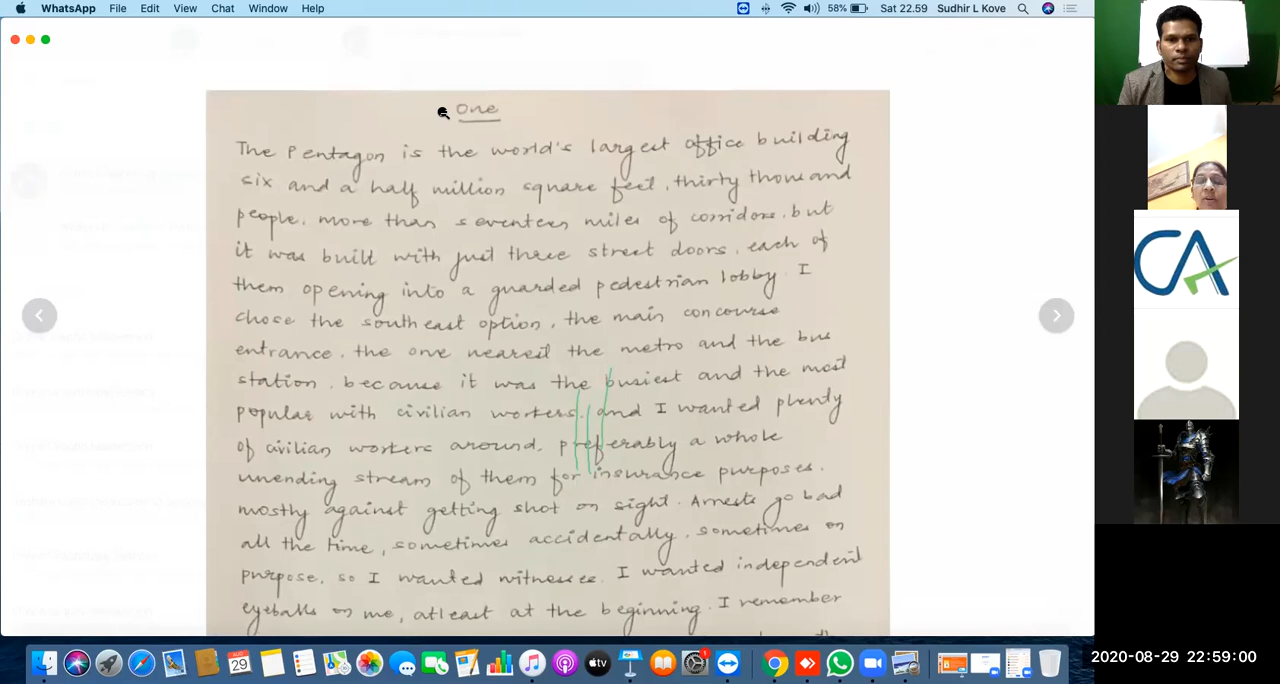 WhatsApp File Edit View Chat Window Help 58% Sat 22.59 Sudhir L Kove
One
The Pentagon is the world's largest office building
six and a half million square feet, thirty thousand
people, more than seventeen miles of corridors, but
it was built with just three street doors, each of
them opening into a guarded pedestrian lobby. I
chose the southeast option, the main concourse
entrance, the one nearest the metro and the bus
station, because it was the busiest and the most
popular with civilian workers, and I wanted plenty
of civilian workers around, preferably a whole
unending stream of them for insurance purposes.
mostly against getting shot on sight. Arrests go bad
all the time, sometimes accidentally, sometimes on
purpose, so I wanted witnesses. I wanted independent
eyeballs on me, atleast at the beginning. I remember
CA
AUG
29
tv
1
2020-08-29 22:59:00